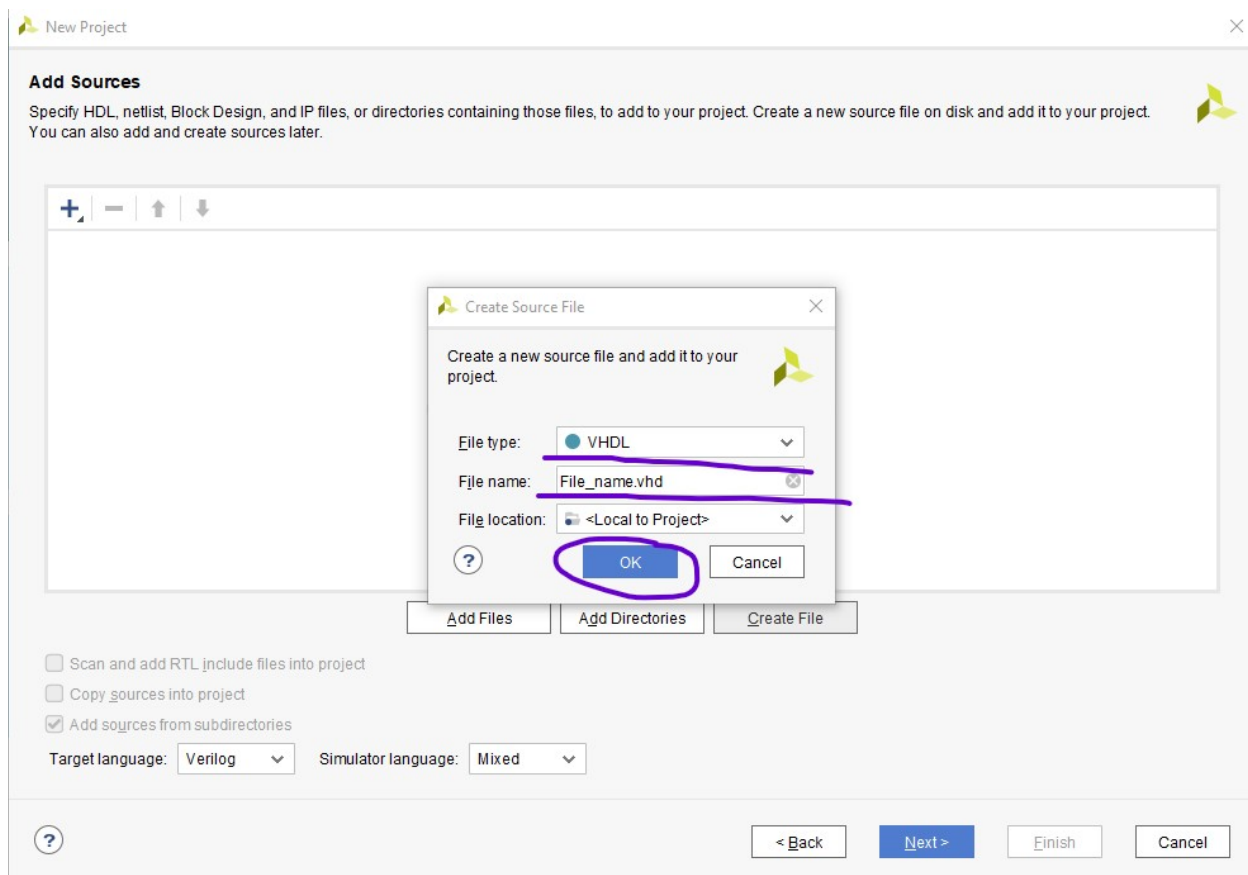 New Project
Add Sources
Specify HDL, netlist, Block Design, and IP files, or directories containing those files, to add to your project. Create a new source file on disk and add it to your project.
You can also add and create sources later.
Create Source File
Create a new source file and add it to your
project.
File type: VHDL
File name: File_name.vhd
File location: <Local to Project>
? OK Cancel
Add Files Add Directories Create File
Scan and add RTL include files into project
Copy sources into project
Add sources from subdirectories
Target language: Verilog Simulator language: Mixed
? < Back Next > Finish Cancel